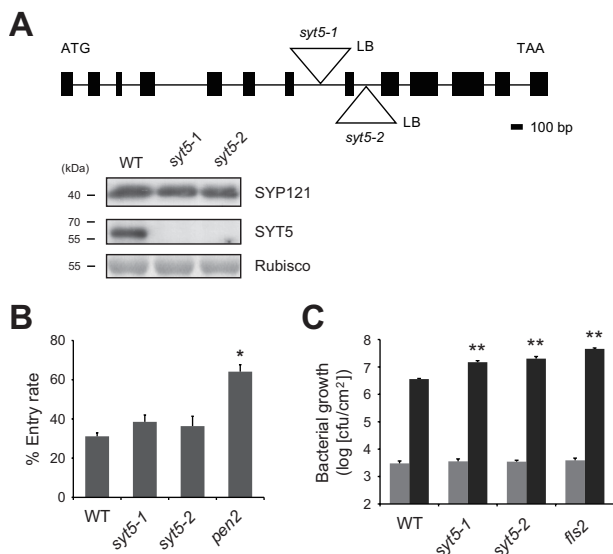 A
ATG
syt5-1
LB
TAA
syt5-2
LB
100 bp
(kDa)
WT
syt5-1
syt5-2
40
SYP121
70
55
SYT5
55
Rubisco
B
% Entry rate
80
60
40
20
0
*
WT
syt5-1
syt5-2
pen2
C
Bacterial growth
(log [cfu/cm²])
8
7
6
5
4
3
2
**
**
**
WT
syt5-1
syt5-2
fls2